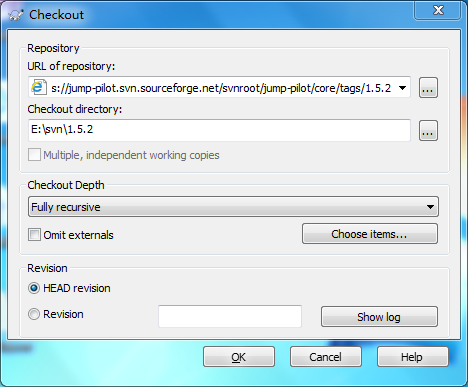 Checkout
Repository
URL of repository:
s://jump-pilot.svn.sourceforge.net/svnroot/jump-pilot/core/tags/1.5.2
...
Checkout directory:
E:\svn\1.5.2
...
Multiple, independent working copies
Checkout Depth
Fully recursive
Omit externals
Choose items...
Revision
HEAD revision
Revision
Show log
OK
Cancel
Help